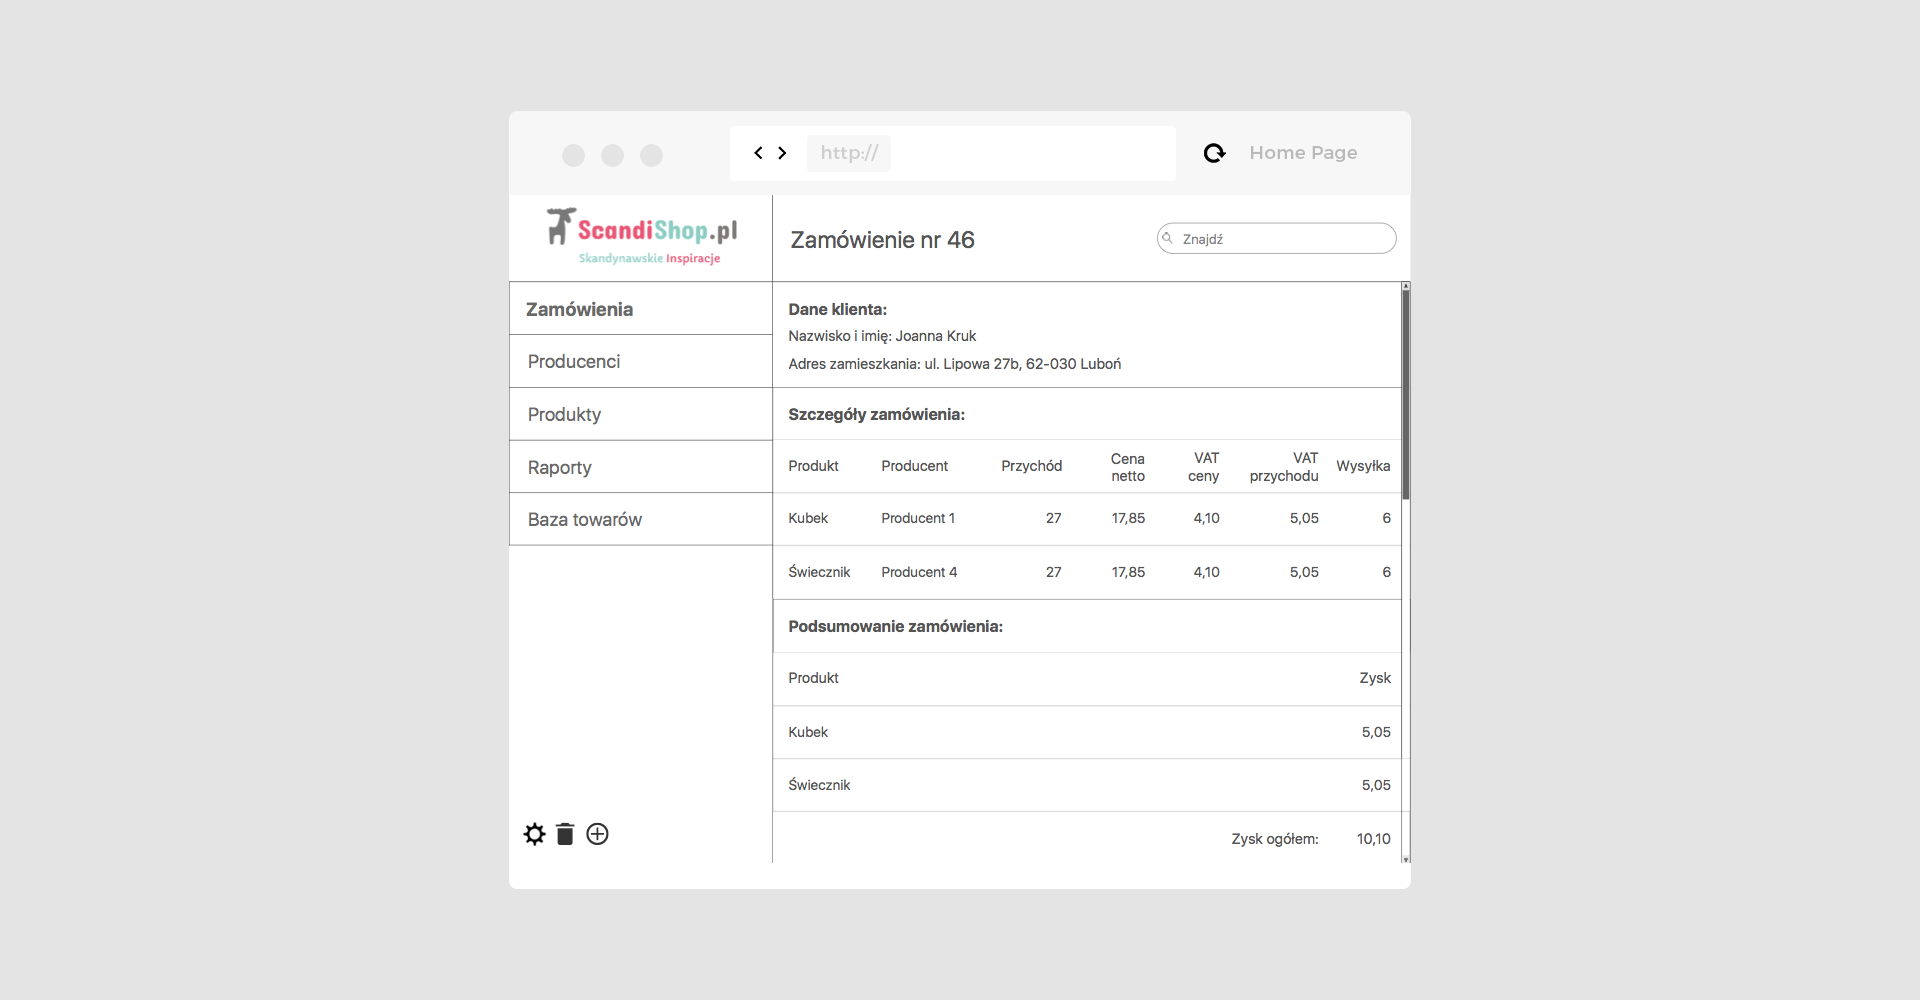 http://
Home Page
ScandiShop.pl
Skandynawskie Inspiracje
Zamówienie nr 46
Znajdź
Zamówienia
Producenci
Produkty
Raporty
Baza towarów
Dane klienta:
Nazwisko i imię: Joanna Kruk
Adres zamieszkania: ul. Lipowa 27b, 62-030 Luboń
Szczegóły zamówienia:
Produkt Producent Przychód Cena netto VAT ceny VAT przychodu Wysyłka
Kubek Producent 1 27 17,85 4,10 5,05 6
Świecznik Producent 4 27 17,85 4,10 5,05 6
Podsumowanie zamówienia:
Produkt Zysk
Kubek 5,05
Świecznik 5,05
Zysk ogółem: 10,10